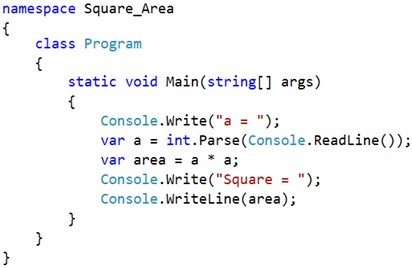 namespace Square_Area
{
    class Program
    {
        static void Main(string[] args)
        {
            Console.Write("a = ");
            var a = int.Parse(Console.ReadLine());
            var area = a * a;
            Console.Write("Square = ");
            Console.WriteLine(area);
        }
    }
}